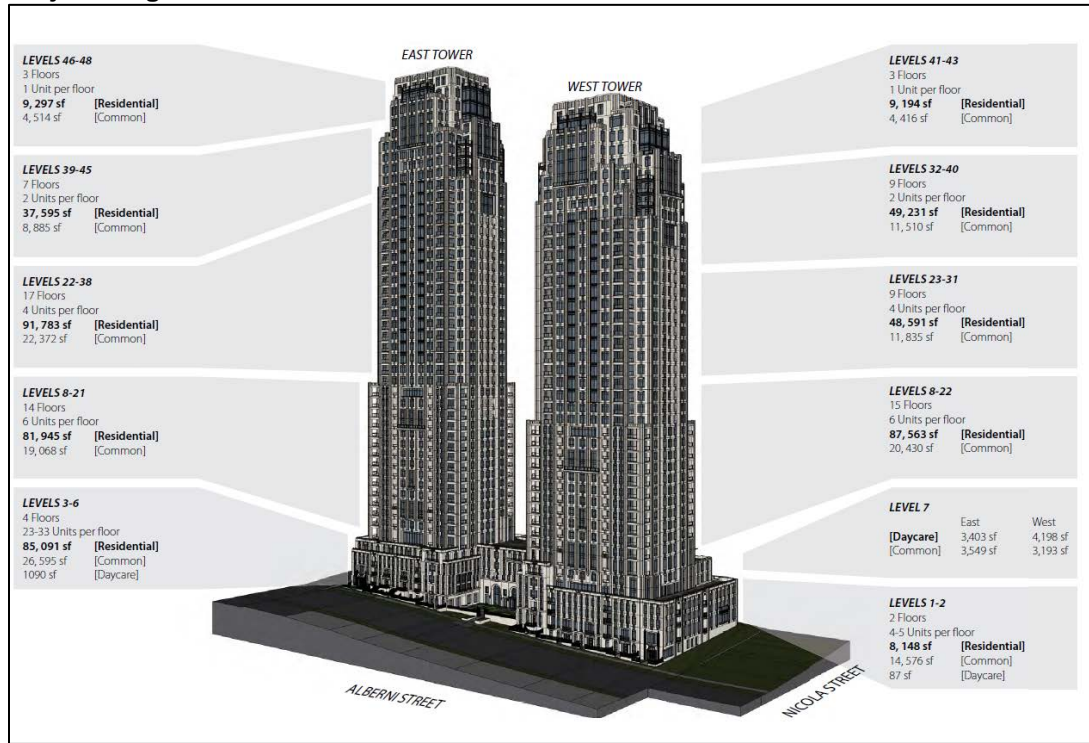 EAST TOWER
WEST TOWER
LEVELS 46-48
3 Floors
1 Unit per floor
9, 297 sf [Residential]
4, 514 sf [Common]
LEVELS 39-45
7 Floors
2 Units per floor
37, 595 sf [Residential]
8, 885 sf [Common]
LEVELS 22-38
17 Floors
4 Units per floor
91, 783 sf [Residential]
22, 372 sf [Common]
LEVELS 8-21
14 Floors
6 Units per floor
81, 945 sf [Residential]
19, 068 sf [Common]
LEVELS 3-6
4 Floors
23-33 Units per floor
85, 091 sf [Residential]
26, 595 sf [Common]
1090 sf [Daycare]
LEVELS 41-43
3 Floors
1 Unit per floor
9, 194 sf [Residential]
4, 416 sf [Common]
LEVELS 32-40
9 Floors
2 Units per floor
49, 231 sf [Residential]
11, 510 sf [Common]
LEVELS 23-31
9 Floors
4 Units per floor
48, 591 sf [Residential]
11, 835 sf [Common]
LEVELS 8-22
15 Floors
6 Units per floor
87, 563 sf [Residential]
20, 430 sf [Common]
LEVEL 7
East West
[Daycare] 3,403 sf 4,198 sf
[Common] 3,549 sf 3,193 sf
LEVELS 1-2
2 Floors
4-5 Units per floor
8, 148 sf [Residential]
14, 576 sf [Common]
87 sf [Daycare]
ALBERNI STREET
NICOLA STREET